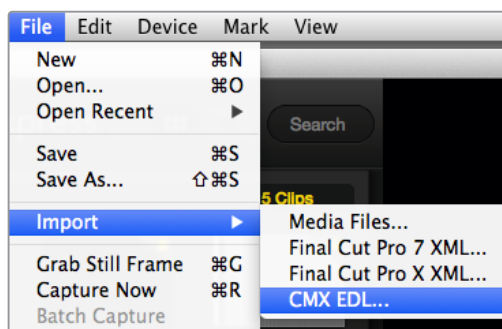 File Edit Device Mark View
New ⌘N
Open... ⌘O
Open Recent ▶
Search
Save ⌘S
Save As... ⇧⌘S
5 Clips
Import ▶
Media Files...
Final Cut Pro 7 XML...
Final Cut Pro X XML...
CMX EDL...
Grab Still Frame ⌘G
Capture Now ⌘R
Batch Capture